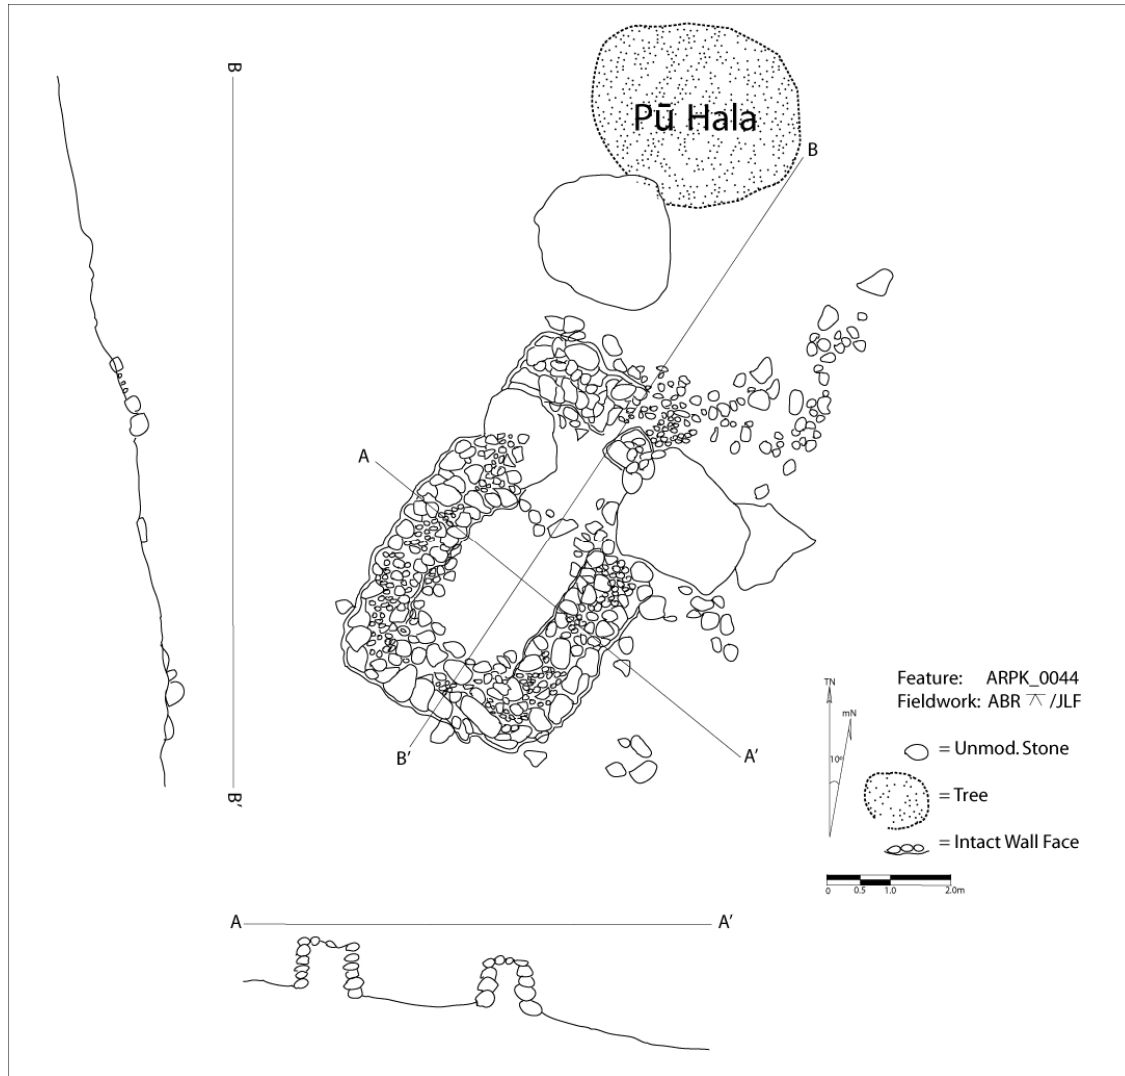 B
Pū Hala
B
A
B'
A'
B'
Feature: ARPK_0044
Fieldwork: ABR /JLF
TN
mN
10º
= Unmod. Stone
= Tree
= Intact Wall Face
0 0.5 1.0 2.0m
A A'